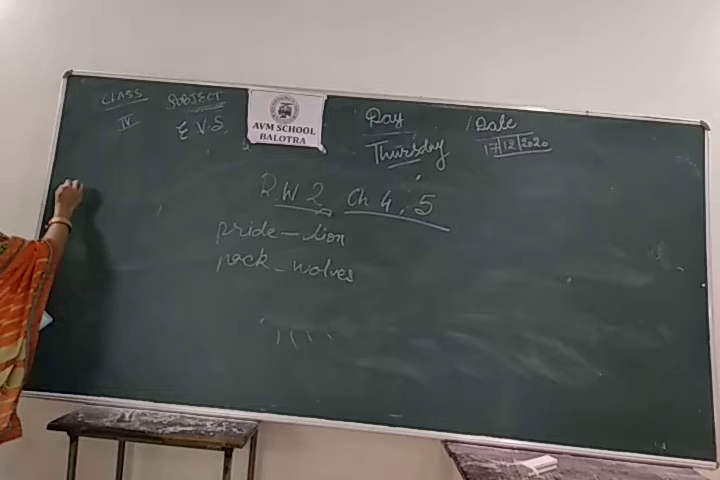 CLASS SUBJECT
IV E.V.S.
AVM SCHOOL
BALOTRA
Day Date
Thursday 17/12/2020
R.W 2, Ch 4, 5
pride - lion
pack - wolves